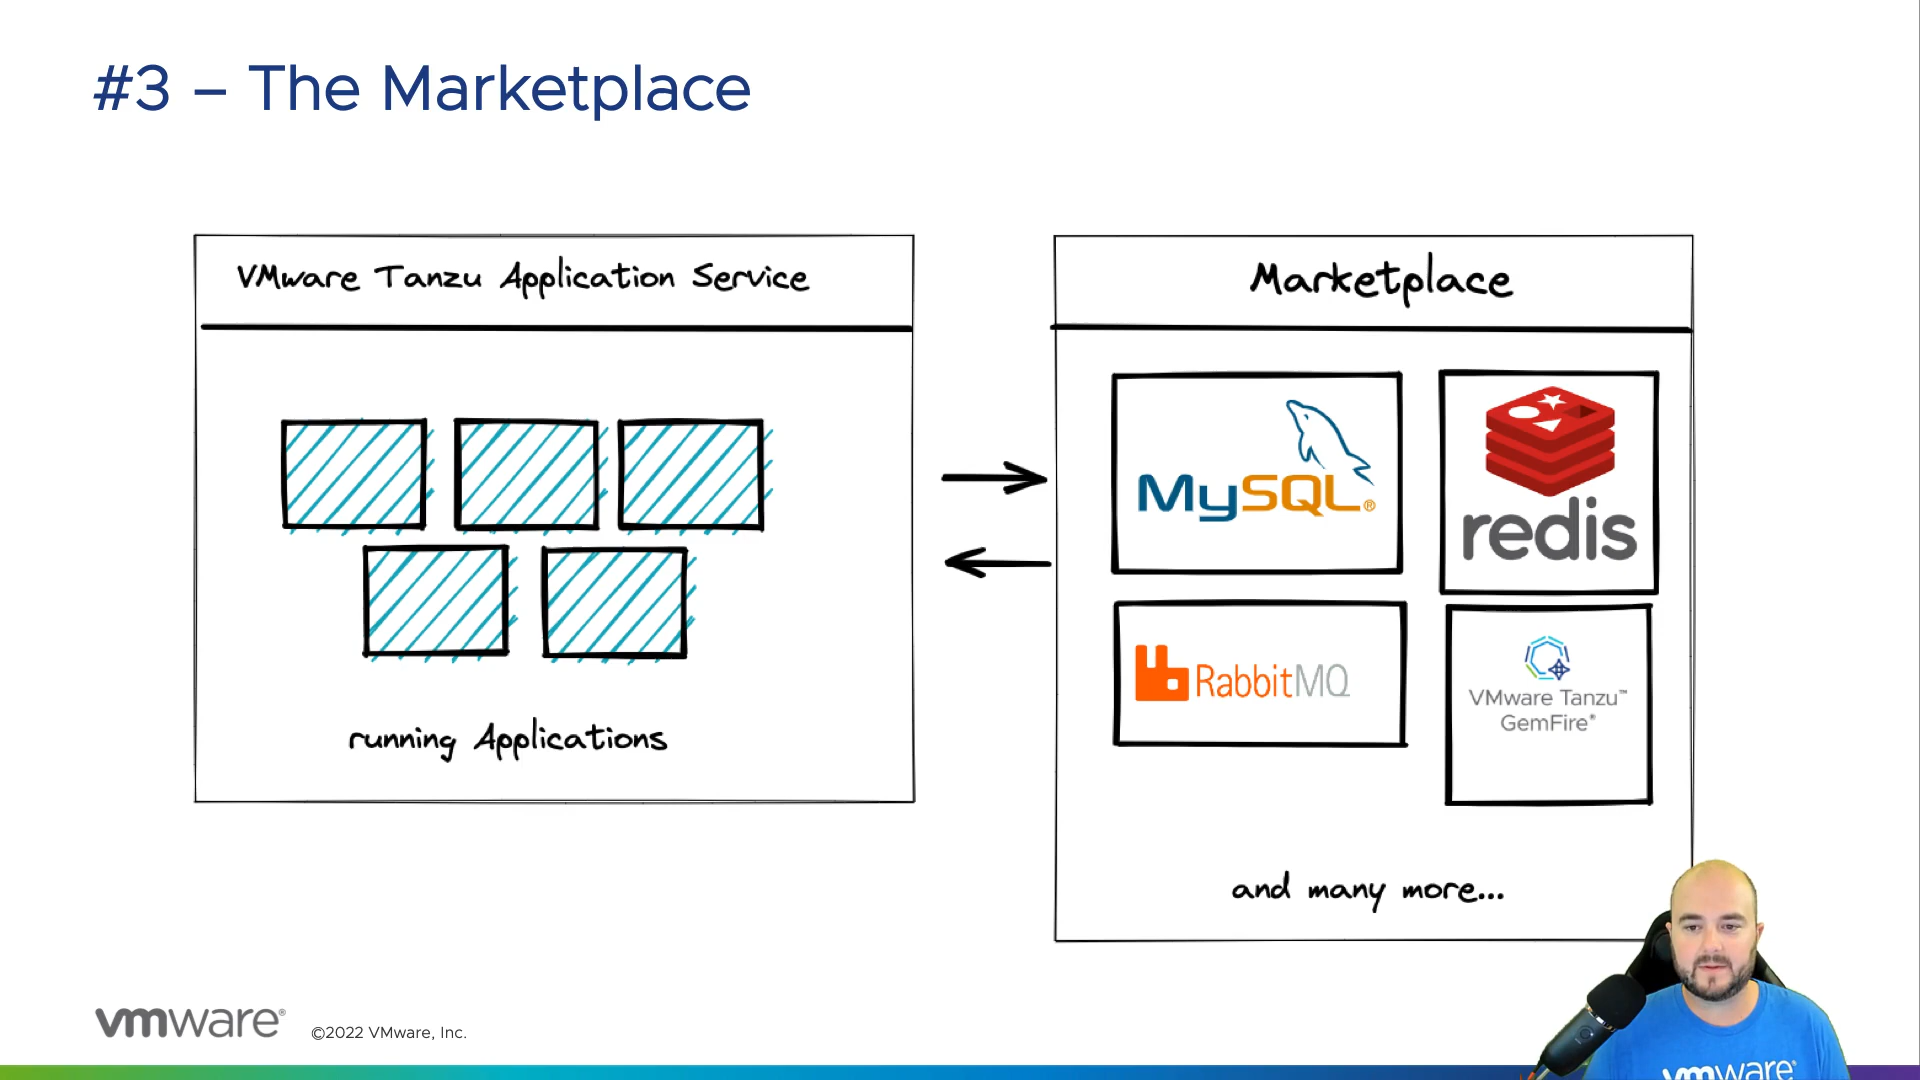 #3 – The Marketplace
VMware Tanzu Application Service
running Applications
Marketplace
MySQL®
redis
RabbitMQ
VMware Tanzu™
GemFire®
and many more...
vmware®
©2022 VMware, Inc.
vmware®